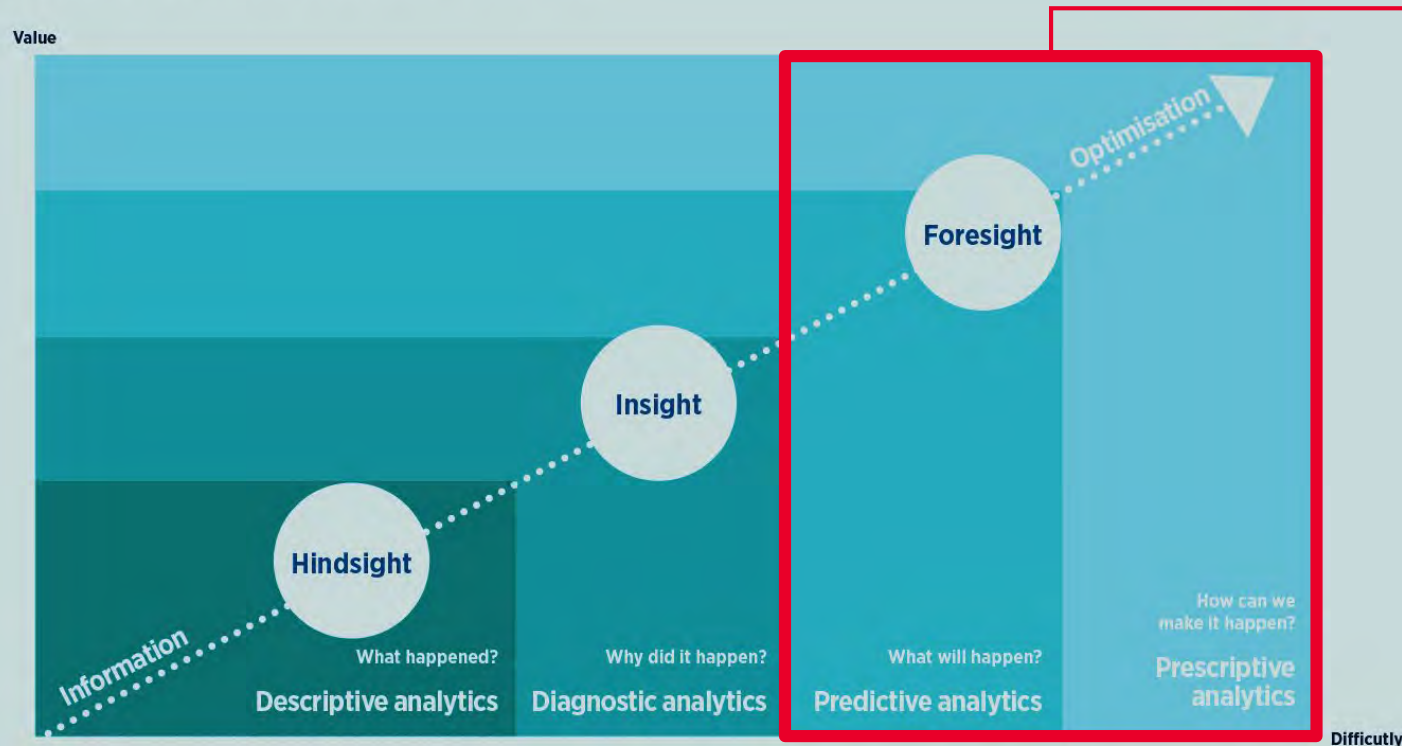 Value
Optimisation
Foresight
Insight
Hindsight
Information
What happened?
Descriptive analytics
Why did it happen?
Diagnostic analytics
What will happen?
Predictive analytics
How can we
make it happen?
Prescriptive
analytics
Difficutly